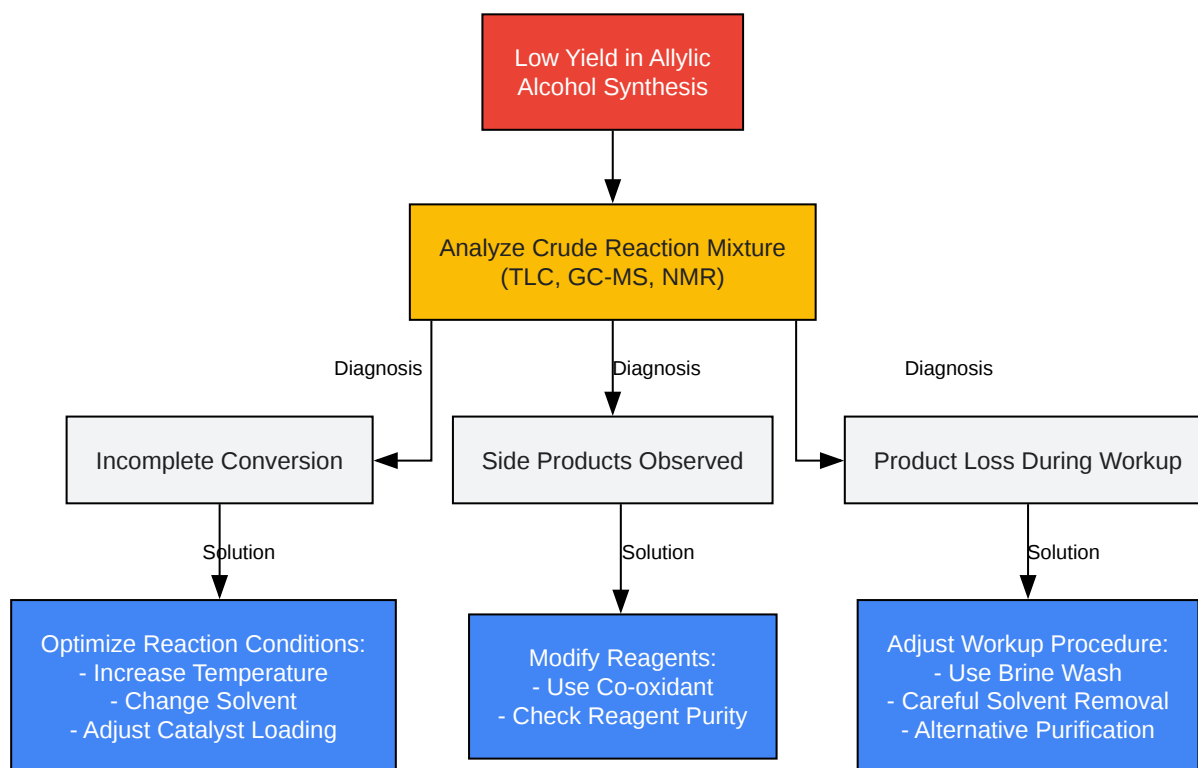 Low Yield in Allylic
Alcohol Synthesis
Analyze Crude Reaction Mixture
(TLC, GC-MS, NMR)
Diagnosis
Diagnosis
Diagnosis
Incomplete Conversion
Side Products Observed
Product Loss During Workup
Solution
Solution
Solution
Optimize Reaction Conditions:
- Increase Temperature
- Change Solvent
- Adjust Catalyst Loading
Modify Reagents:
- Use Co-oxidant
- Check Reagent Purity
Adjust Workup Procedure:
- Use Brine Wash
- Careful Solvent Removal
- Alternative Purification